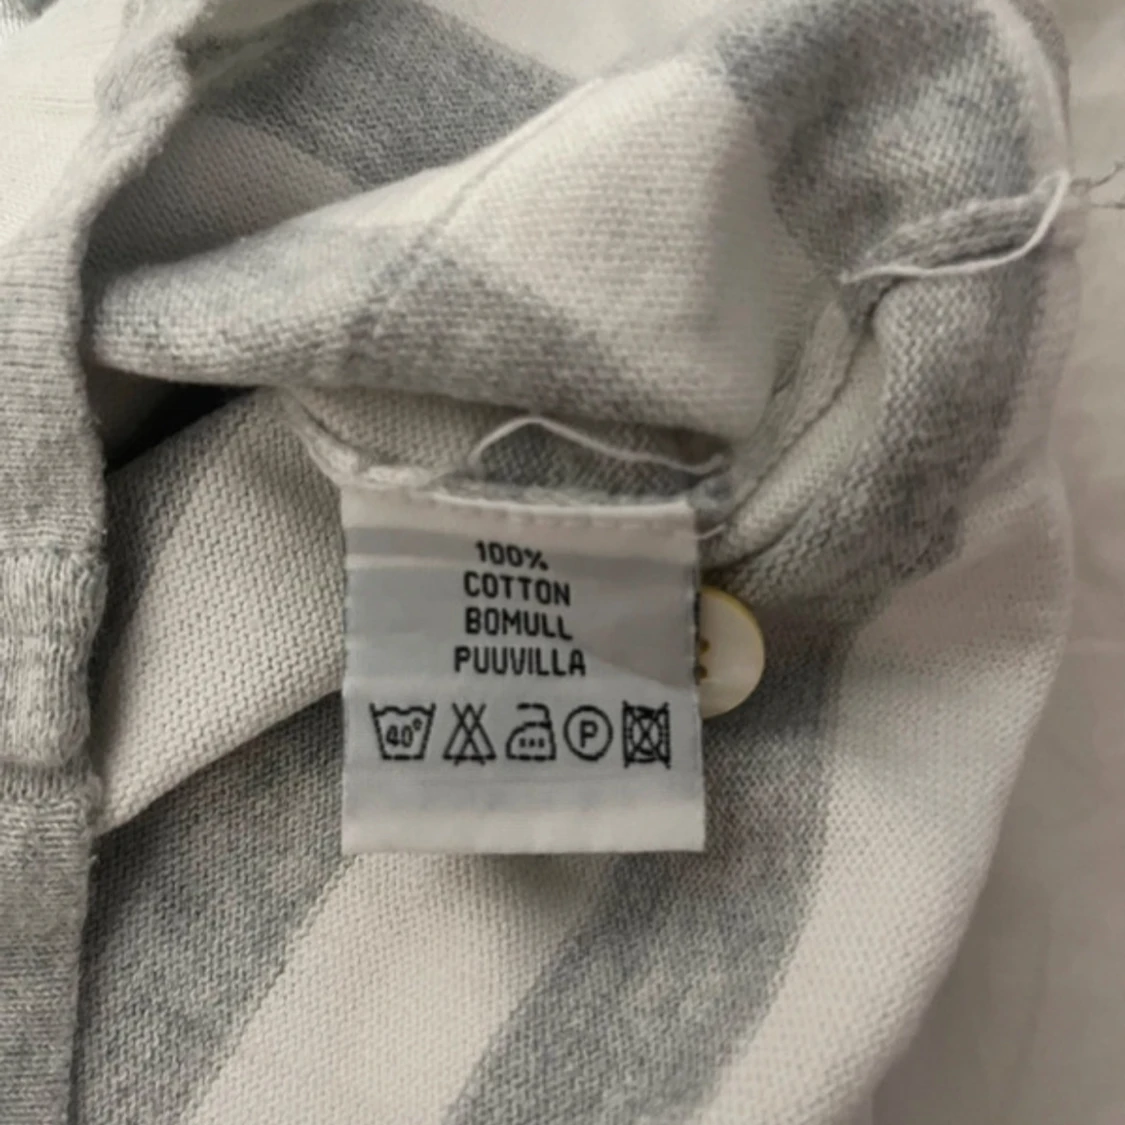 100%
COTTON
BOMULL
PUUVILLA
40° P